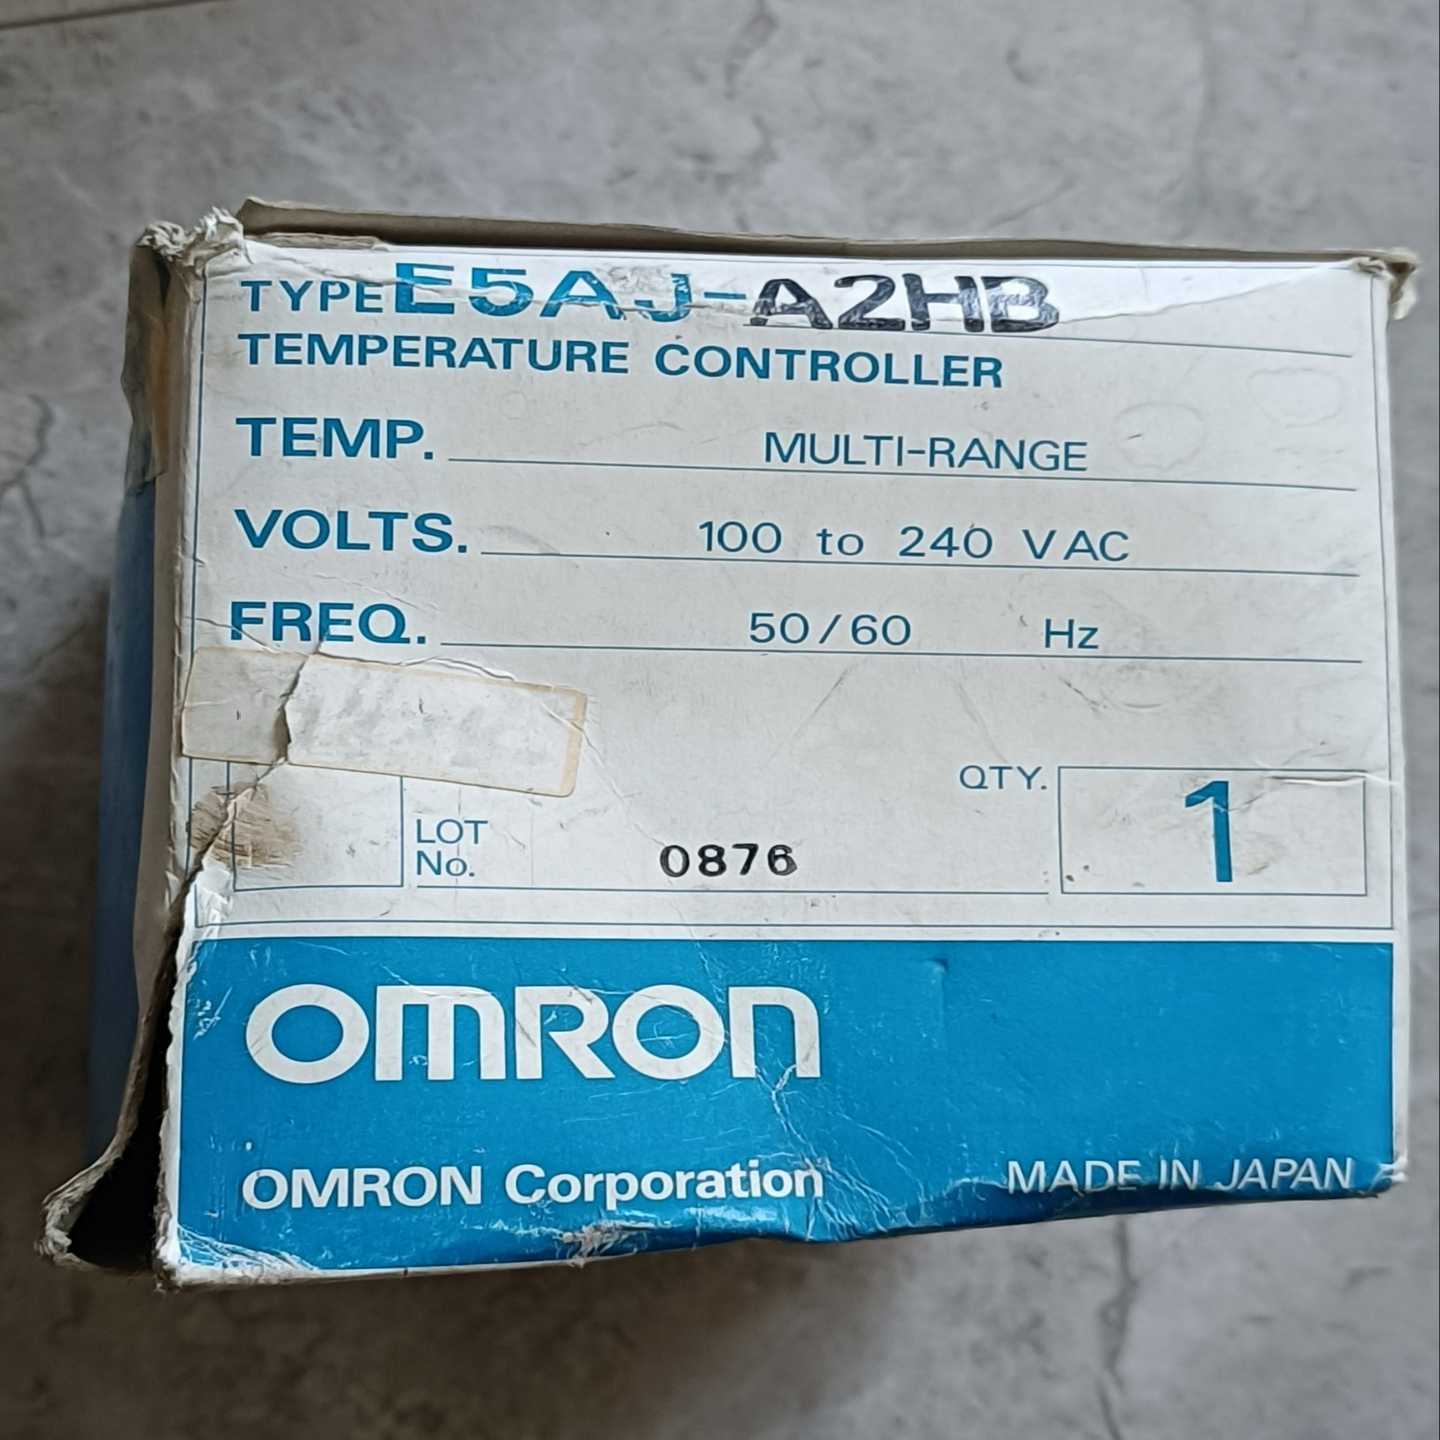 TYPE E5AJ-A2HB
TEMPERATURE CONTROLLER
TEMP. MULTI-RANGE
VOLTS. 100 to 240 VAC
FREQ. 50/60 Hz
QTY. 1
LOT No. 0876
OMRON
OMRON Corporation MADE IN JAPAN